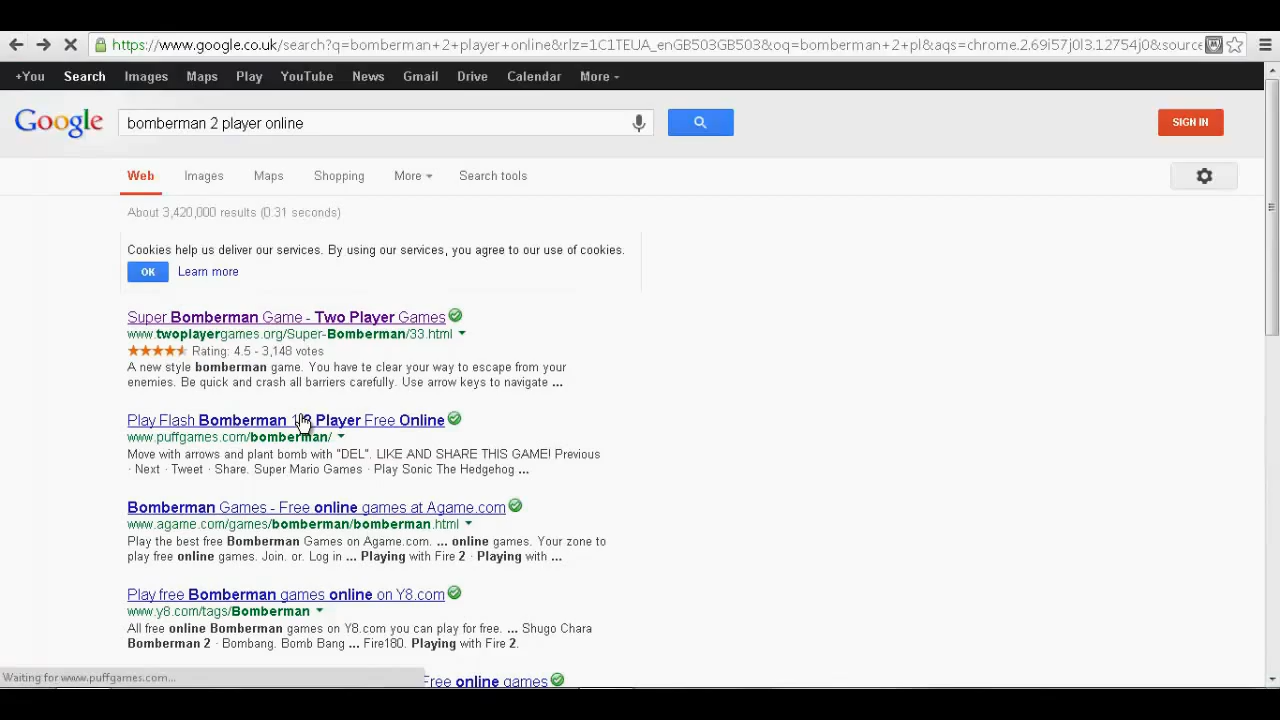 https://www.google.co.uk/search?q=bomberman+2+player+online&rlz=1C1TEUA_enGB503GB503&oq=bomberman+2+pl&aqs=chrome.2.69i57j0l3.12754j0&source
+You Search Images Maps Play YouTube News Gmail Drive Calendar More
Google bomberman 2 player online SIGN IN
Web Images Maps Shopping More Search tools
About 3,420,000 results (0.31 seconds)
Cookies help us deliver our services. By using our services, you agree to our use of cookies.
OK Learn more
Super Bomberman Game - Two Player Games
www.twoplayergames.org/Super-Bomberman/33.html
Rating: 4.5 - 3,148 votes
A new style bomberman game. You have te clear your way to escape from your
enemies. Be quick and crash all barriers carefully. Use arrow keys to navigate ...
Play Flash Bomberman Player Free Online
www.puffgames.com/bomberman/
Move with arrows and plant bomb with "DEL". LIKE AND SHARE THIS GAME! Previous
· Next · Tweet · Share. Super Mario Games · Play Sonic The Hedgehog ...
Bomberman Games - Free online games at Agame.com
www.agame.com/games/bomberman/bomberman.html
Play the best free Bomberman Games on Agame.com. ... online games. Your zone to
play free online games. Join. or. Log in ... Playing with Fire 2 · Playing with ...
Play free Bomberman games online on Y8.com
www.y8.com/tags/Bomberman
All free online Bomberman games on Y8.com you can play for free. ... Shugo Chara
Bomberman 2 · Bombang. Bomb Bang ... Fire180. Playing with Fire 2.
Waiting for www.puffgames.com...
Free online games